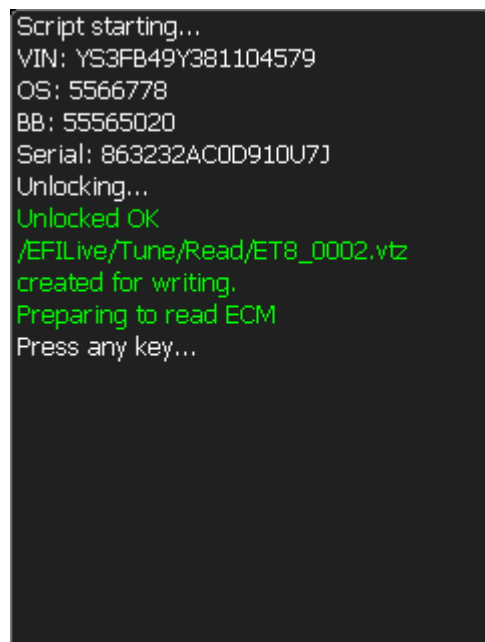 Script starting...
VIN: YS3FB49Y381104579
OS: 5566778
BB: 55565020
Serial: 863232AC0D910U7J
Unlocking...
Unlocked OK
/EFILive/Tune/Read/ET8_0002.vtz
created for writing.
Preparing to read ECM
Press any key...